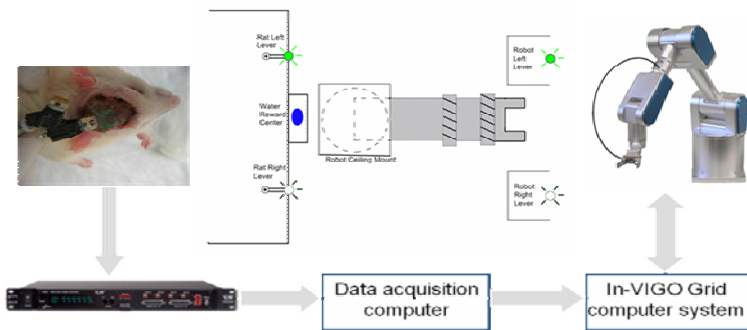 Rat Left
Lever
Robot
Left
Lever
Water
Reward
Center
Robot Ceiling Mount
Rat Right
Lever
Robot
Right
Lever
Data acquisition
computer
In-VIGO Grid
computer system